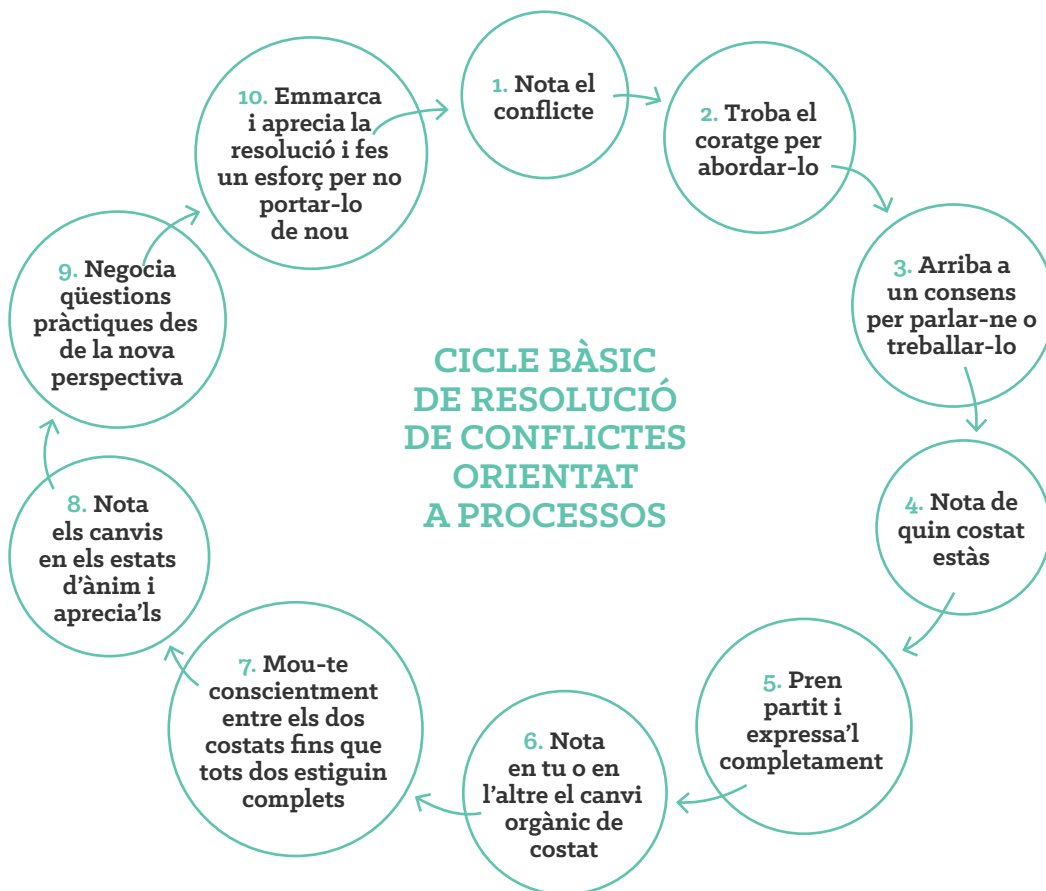 1. Nota el
conflicte
2. Troba el
coratge per
abordar-lo
3. Arriba a
un consens
per parlar-ne o
treballar-lo
4. Nota de
quin costat
estàs
5. Pren
partit i
expressa’l
completament
6. Nota
en tu o en
l’altre el canvi
orgànic de
costat
7. Mou-te
conscientment
entre els dos
costats fins que
tots dos estiguin
complets
8. Nota
els canvis
en els estats
d’ànim i
aprecia’ls
9. Negocia
qüestions
pràctiques des
de la nova
perspectiva
10. Emmarca
i aprecia la
resolució i fes
un esforç per no
portar-lo
de nou
CICLE BÀSIC
DE RESOLUCIÓ
DE CONFLICTES
ORIENTAT
A PROCESSOS